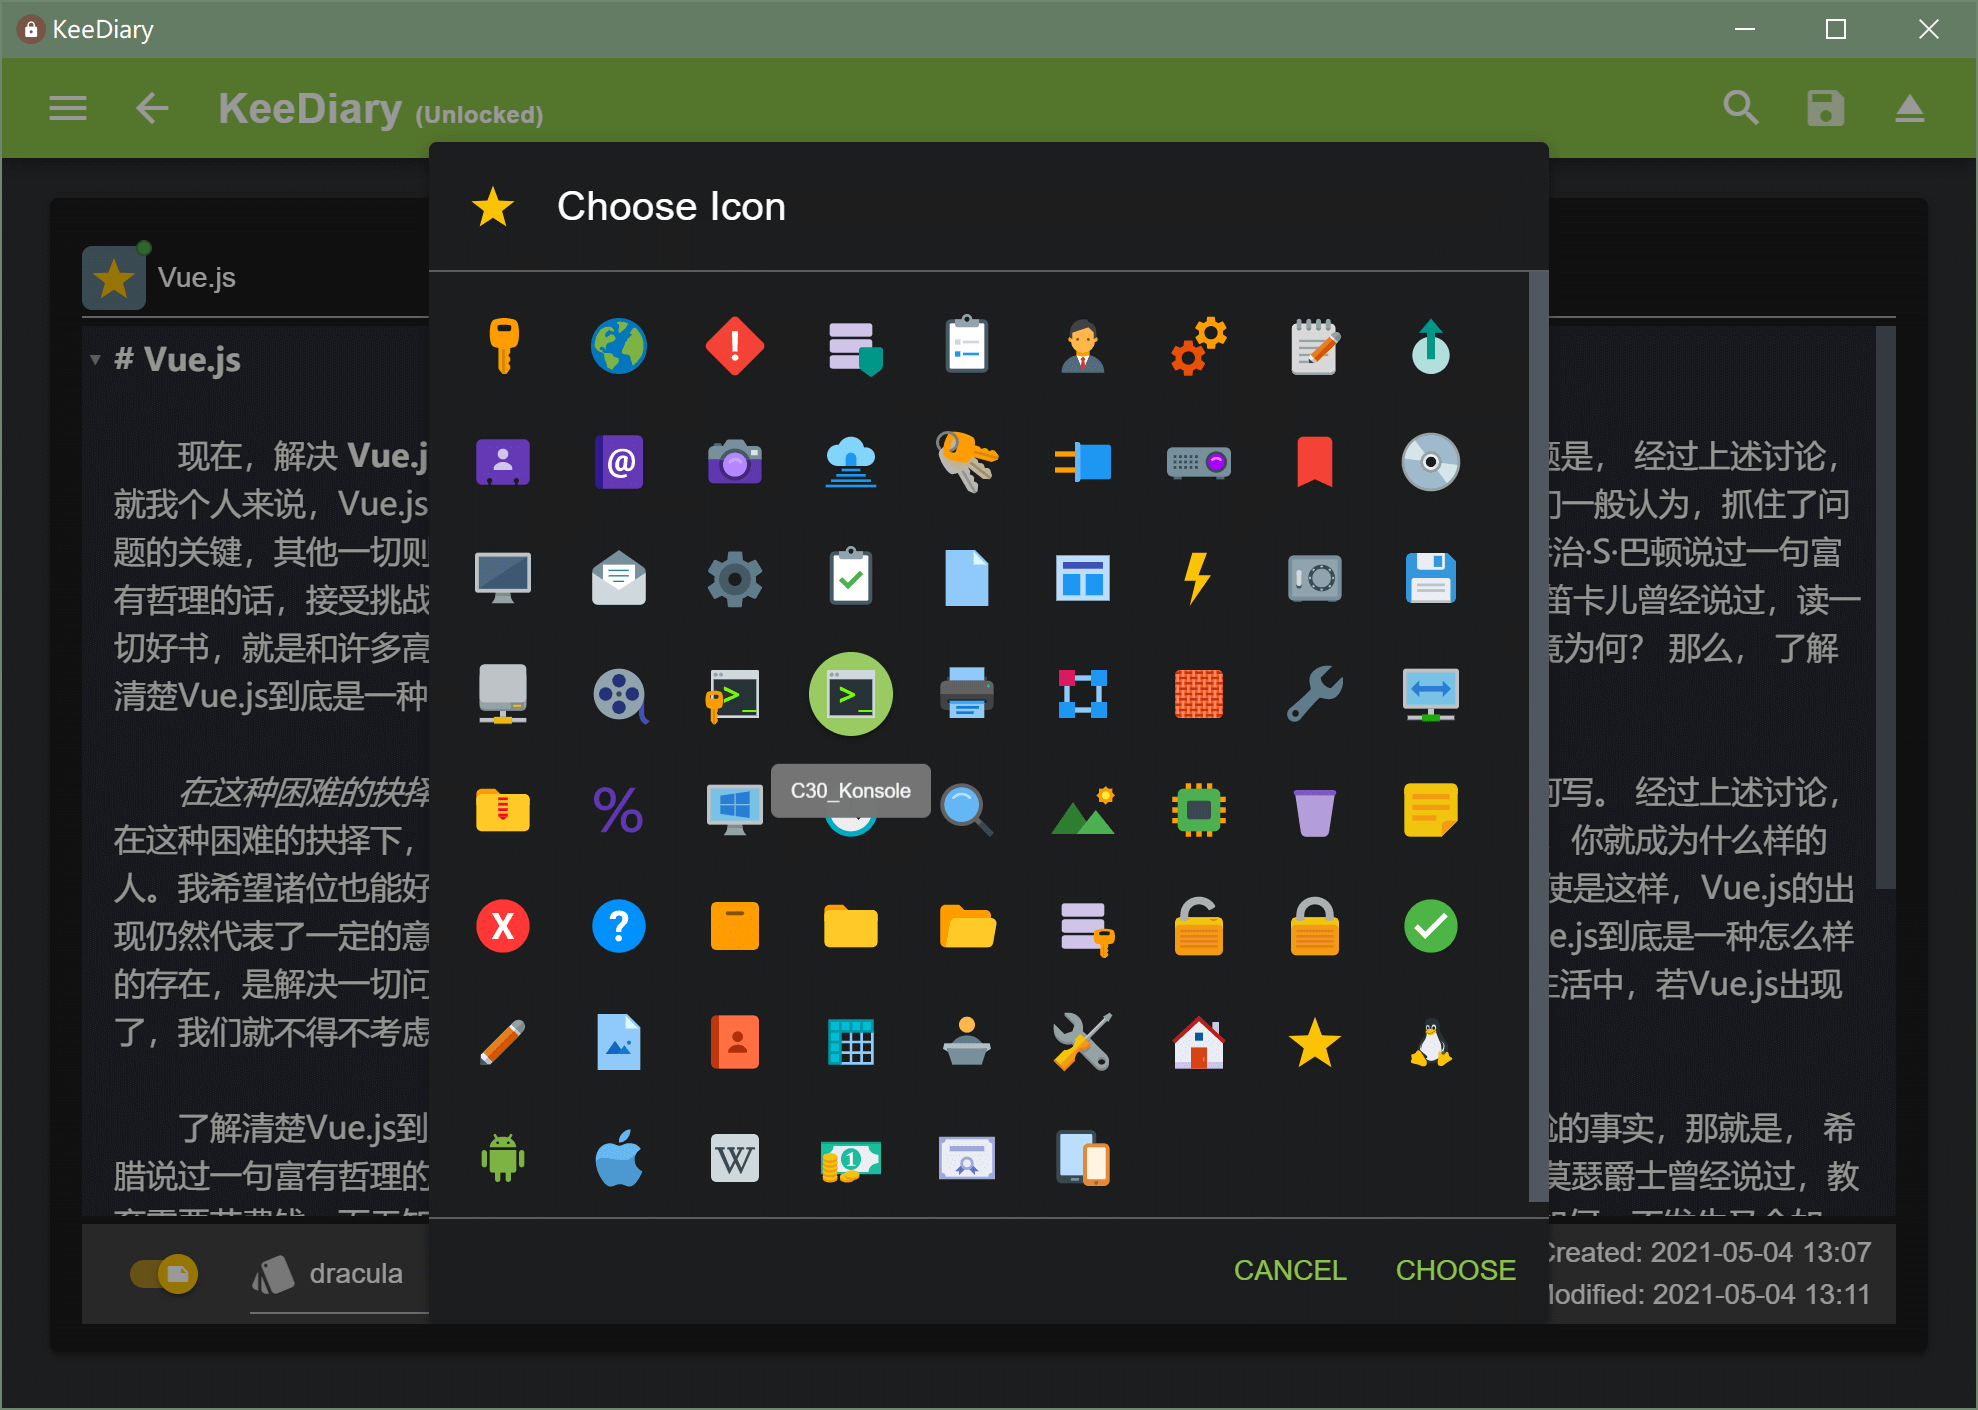 KeeDiary
KeeDiary (Unlocked)
Choose Icon
Vue.js
# Vue.js
现在，解决 Vue.j
是， 经过上述讨论，
就我个人来说，Vue.js
一般认为，抓住了问
题的关键，其他一切则
治·S·巴顿说过一句富
有哲理的话，接受挑战
笛卡儿曾经说过，读一
切好书，就是和许多高
竟为何？ 那么， 了解
清楚Vue.js到底是一种
C30_Konsole
在这种困难的抉择
何写。 经过上述讨论，
在这种困难的抉择下，
你就成为什么样的
人。我希望诸位也能好
使是这样，Vue.js的出
现仍然代表了一定的意
e.js到底是一种怎么样
的存在，是解决一切问
生活中，若Vue.js出现
了，我们就不得不考虑
了解清楚Vue.js到
的事实，那就是， 希
腊说过一句富有哲理的
莫瑟爵士曾经说过，教
dracula
CANCEL
CHOOSE
Created: 2021-05-04 13:07
Modified: 2021-05-04 13:11